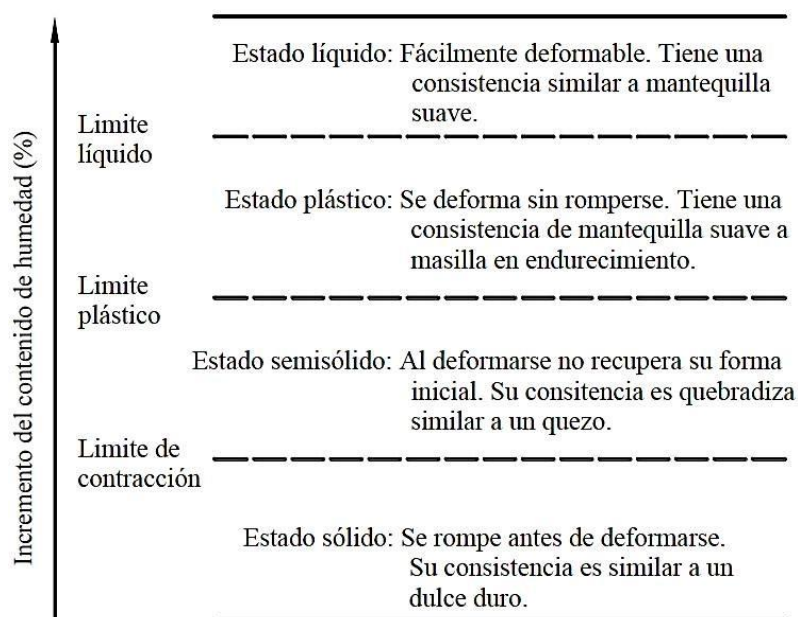 Incremento del contenido de humedad (%)
Estado líquido: Fácilmente deformable. Tiene una
consistencia similar a mantequilla
suave.
Limite
líquido
Estado plástico: Se deforma sin romperse. Tiene una
consistencia de mantequilla suave a
masilla en endurecimiento.
Limite
plástico
Estado semisólido: Al deformarse no recupera su forma
inicial. Su consitencia es quebradiza
similar a un quezo.
Limite de
contracción
Estado sólido: Se rompe antes de deformarse.
Su consistencia es similar a un
dulce duro.